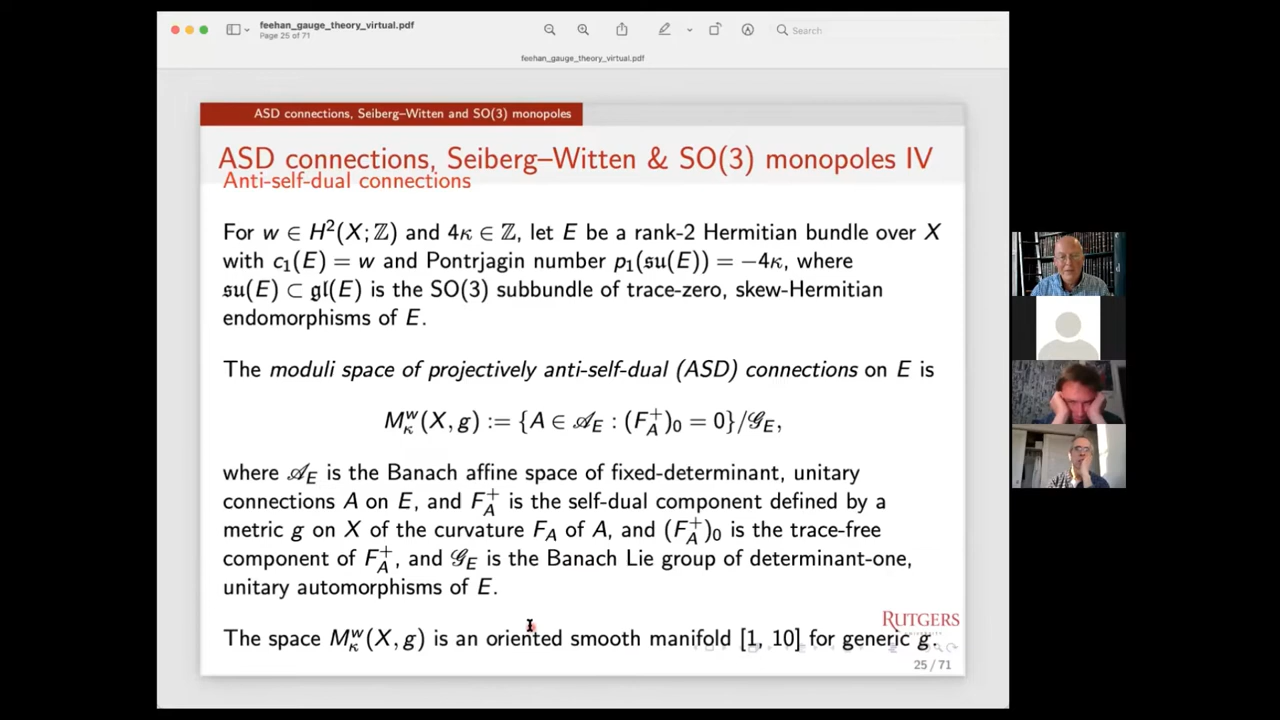 feehan_gauge_theory_virtual.pdf
Page 26 of 71
Search
feehan_gauge_theory_virtual.pdf
ASD connections, Seiberg–Witten and SO(3) monopoles
ASD connections, Seiberg–Witten & SO(3) monopoles IV
Anti-self-dual connections
For w ∈ H²(X; ℤ) and 4κ ∈ ℤ, let E be a rank-2 Hermitian bundle over X
with c₁(E) = w and Pontrjagin number p₁(𝔰𝔲(E)) = −4κ, where
𝔰𝔲(E) ⊂ 𝔤𝔩(E) is the SO(3) subbundle of trace-zero, skew-Hermitian
endomorphisms of E.
The moduli space of projectively anti-self-dual (ASD) connections on E is
M_κ^w(X, g) := {A ∈ 𝒜_E : (F_A^+)₀ = 0}/𝒢_E,
where 𝒜_E is the Banach affine space of fixed-determinant, unitary
connections A on E, and F_A^+ is the self-dual component defined by a
metric g on X of the curvature F_A of A, and (F_A^+)₀ is the trace-free
component of F_A^+, and 𝒢_E is the Banach Lie group of determinant-one,
unitary automorphisms of E.
RUTGERS
The space M_κ^w(X, g) is an oriented smooth manifold [1, 10] for generic g.
25 / 71